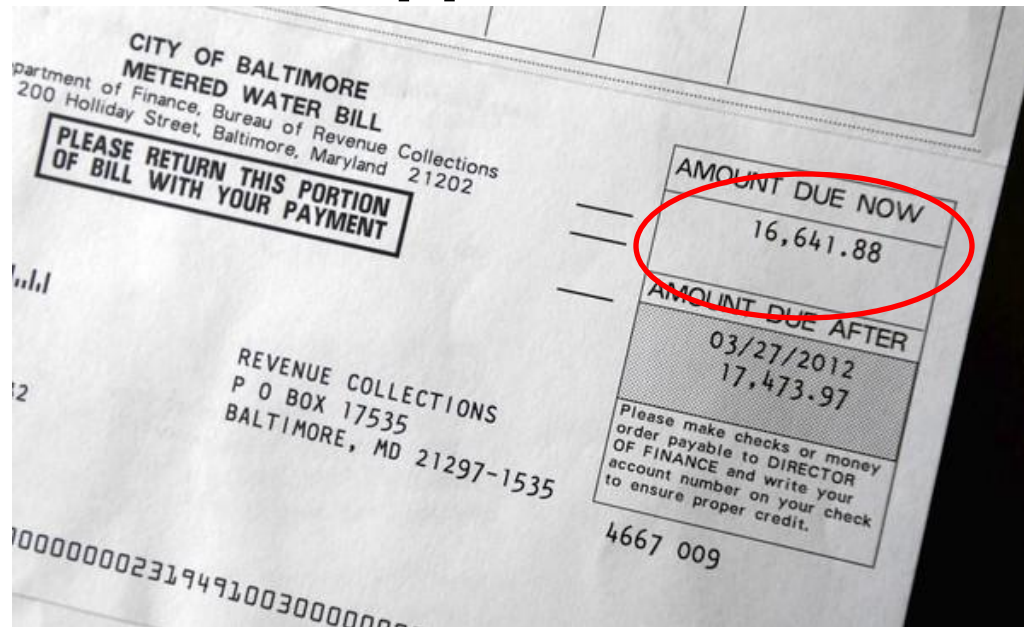 CITY OF BALTIMORE
METERED WATER BILL
partment of Finance, Bureau of Revenue Collections
200 Holliday Street, Baltimore, Maryland 21202
PLEASE RETURN THIS PORTION
OF BILL WITH YOUR PAYMENT
AMOUNT DUE NOW
16,641.88
AMOUNT DUE AFTER
03/27/2012
17,473.97
Please make checks or money
order payable to DIRECTOR
OF FINANCE and write your
account number on your check
to ensure proper credit.
REVENUE COLLECTIONS
P O BOX 17535
BALTIMORE, MD 21297-1535
4667 009